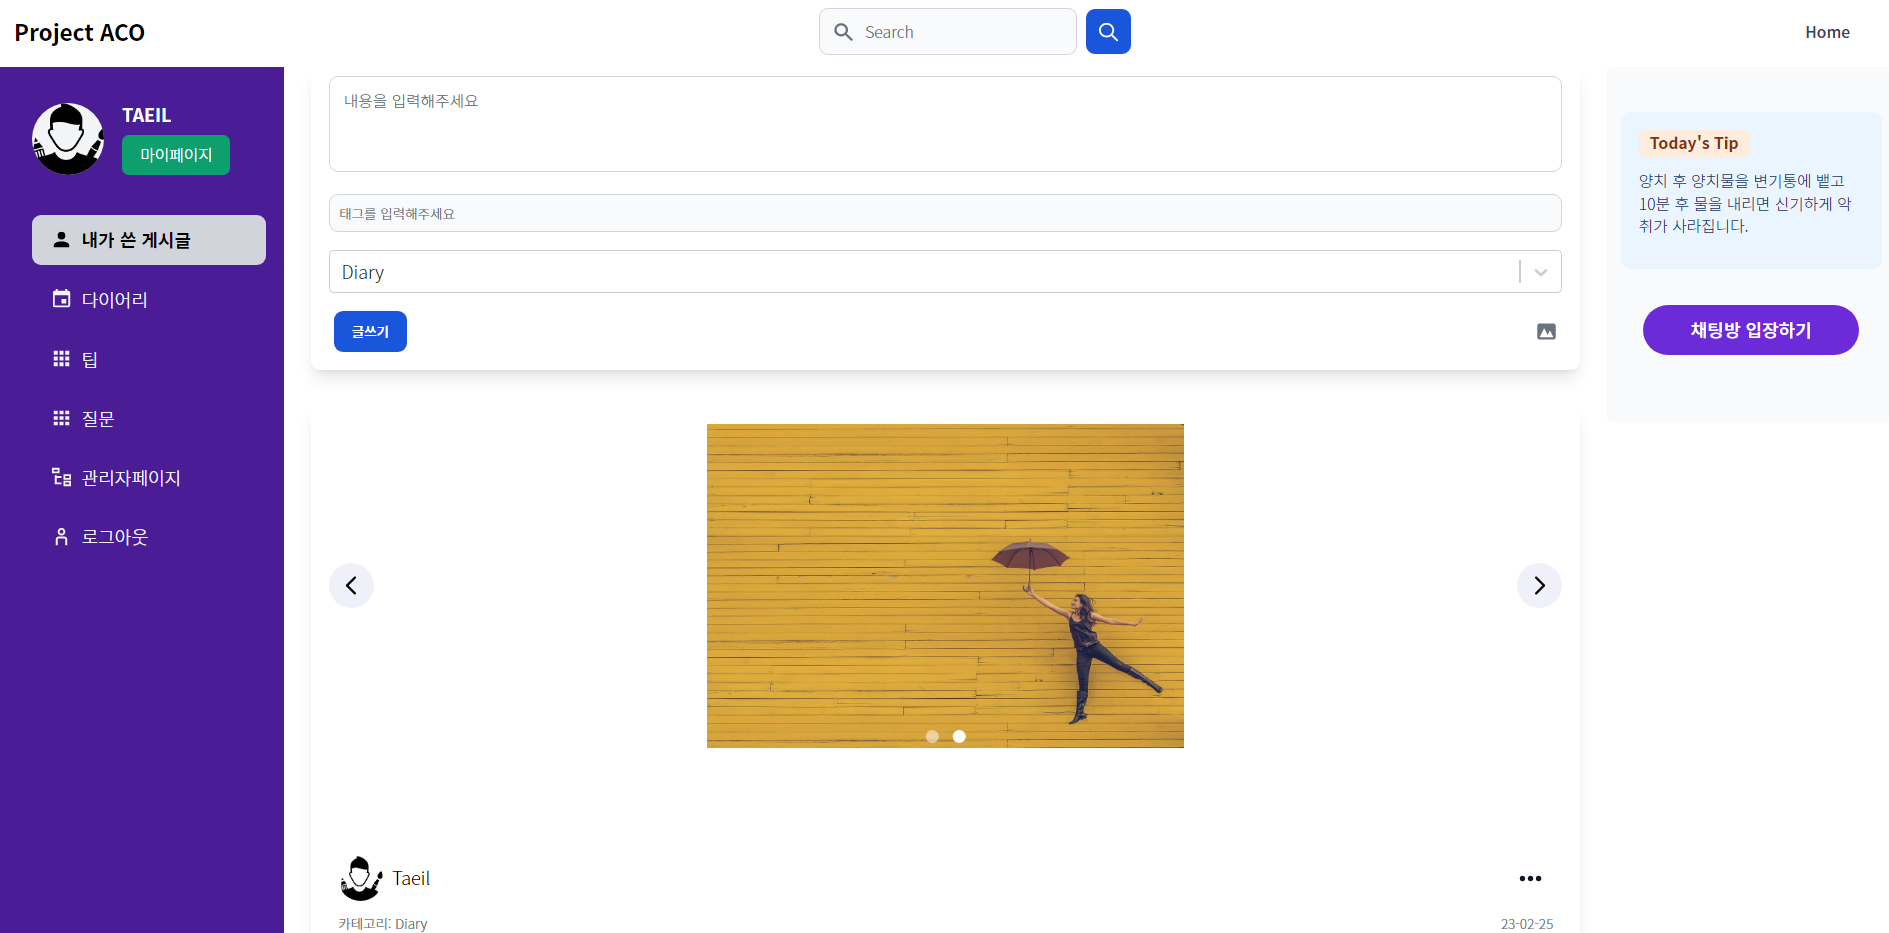 Project ACO
Search
Home
TAEIL
마이페이지
내가 쓴 게시글
다이어리
팁
질문
관리자페이지
로그아웃
내용을 입력해주세요
태그를 입력해주세요
Diary
글쓰기
Taeil
카테고리: Diary
23-02-25
Today's Tip
양치 후 양치물을 변기통에 뱉고
10분 후 물을 내리면 신기하게 악
취가 사라집니다.
채팅방 입장하기